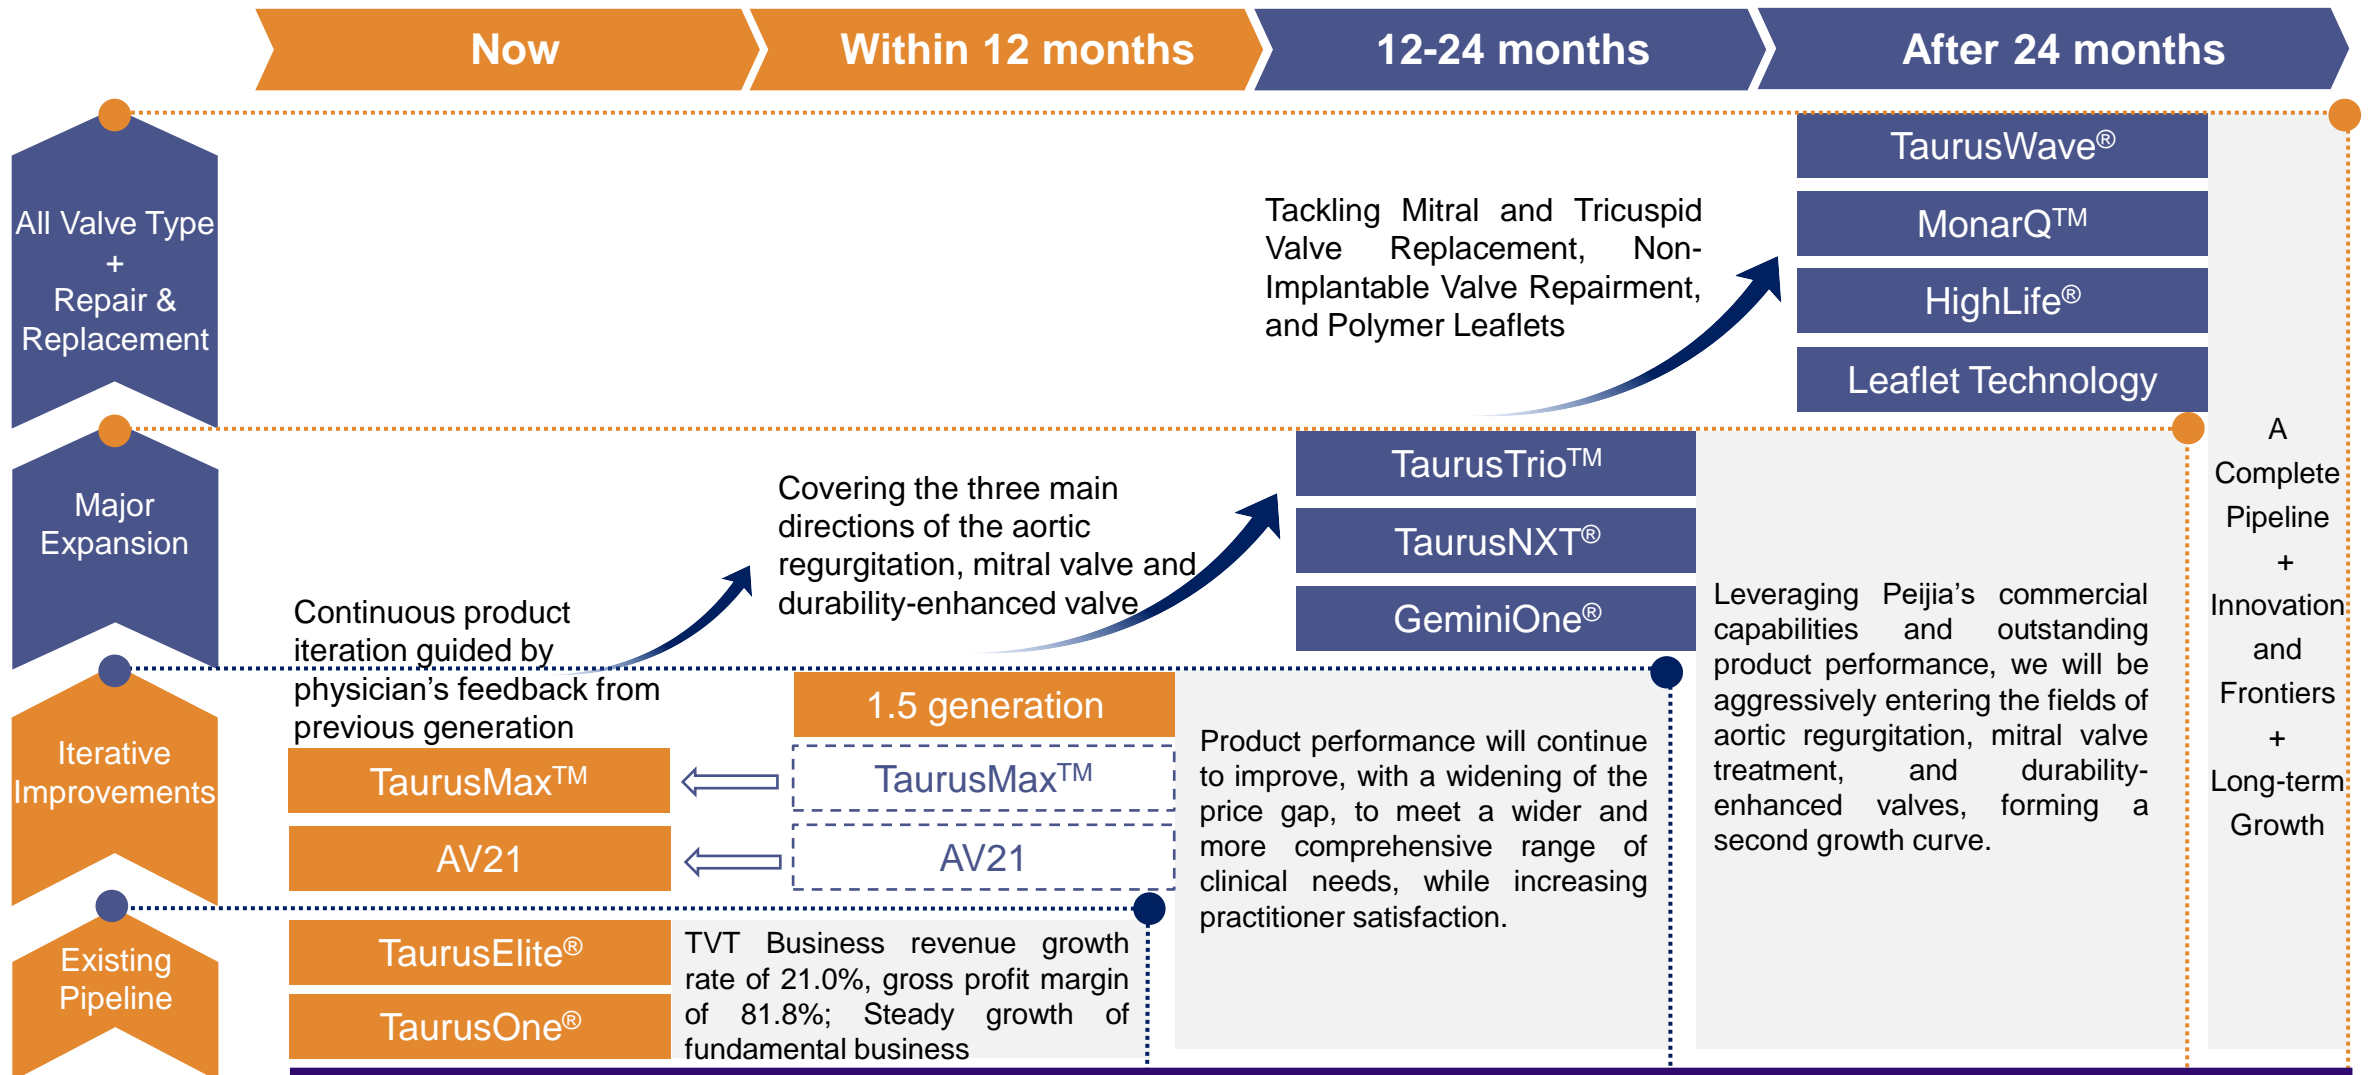 Now
Within 12 months
12-24 months
After 24 months
All Valve Type
+
Repair &
Replacement
Tackling Mitral and Tricuspid
Valve Replacement, Non-
Implantable Valve Repairment,
and Polymer Leaflets
TaurusWave®
MonarQ™
HighLife®
Leaflet Technology
Major
Expansion
Continuous product
iteration guided by
physician’s feedback from
previous generation
Covering the three main
directions of the aortic
regurgitation, mitral valve and
durability-enhanced valve
TaurusTrio™
TaurusNXT®
GeminiOne®
Iterative
Improvements
TaurusMax™
AV21
1.5 generation
TaurusMax™
AV21
Product performance will continue
to improve, with a widening of the
price gap, to meet a wider and
more comprehensive range of
clinical needs, while increasing
practitioner satisfaction.
Leveraging Peijia’s commercial
capabilities and outstanding
product performance, we will be
aggressively entering the fields of
aortic regurgitation, mitral valve
treatment, and durability-
enhanced valves, forming a
second growth curve.
A
Complete
Pipeline
+
Innovation
and
Frontiers
+
Long-term
Growth
Existing
Pipeline
TaurusElite®
TaurusOne®
TVT Business revenue growth
rate of 21.0%, gross profit margin
of 81.8%; Steady growth of
fundamental business